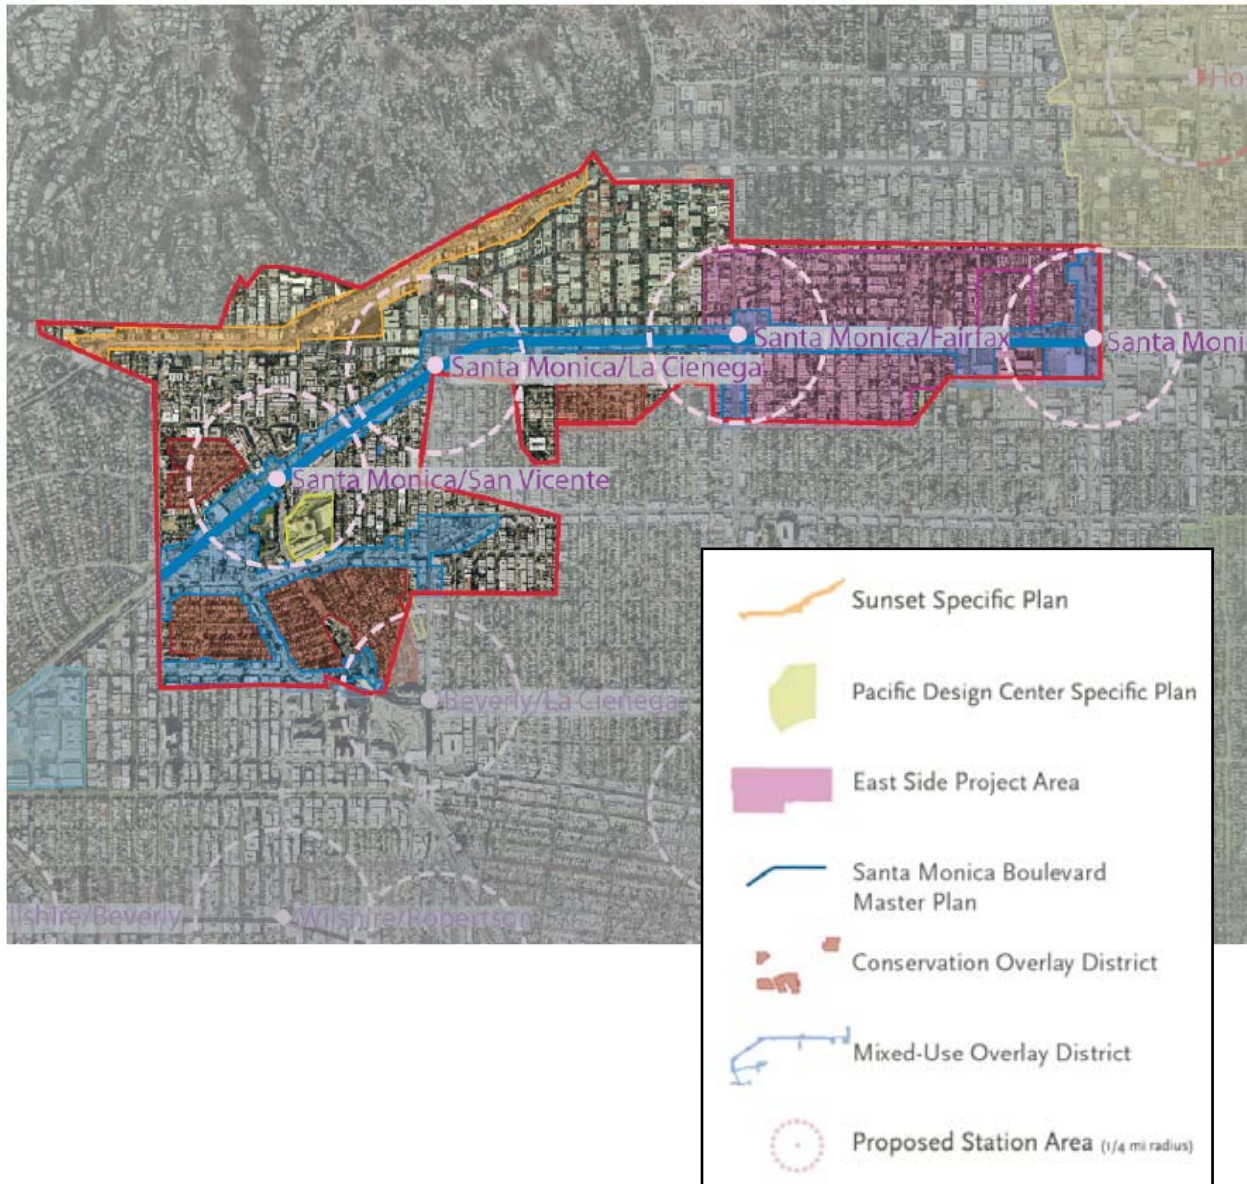 Ho
Santa Monica/Fairfax
Santa Moni
Santa Monica/La Cienega
Santa Monica/San Vicente
Beverly/La Cienega
ilshire/Beverly
Wilshire/Robertson
Sunset Specific Plan
Pacific Design Center Specific Plan
East Side Project Area
Santa Monica Boulevard
Master Plan
Conservation Overlay District
Mixed-Use Overlay District
Proposed Station Area (1/4 mi radius)